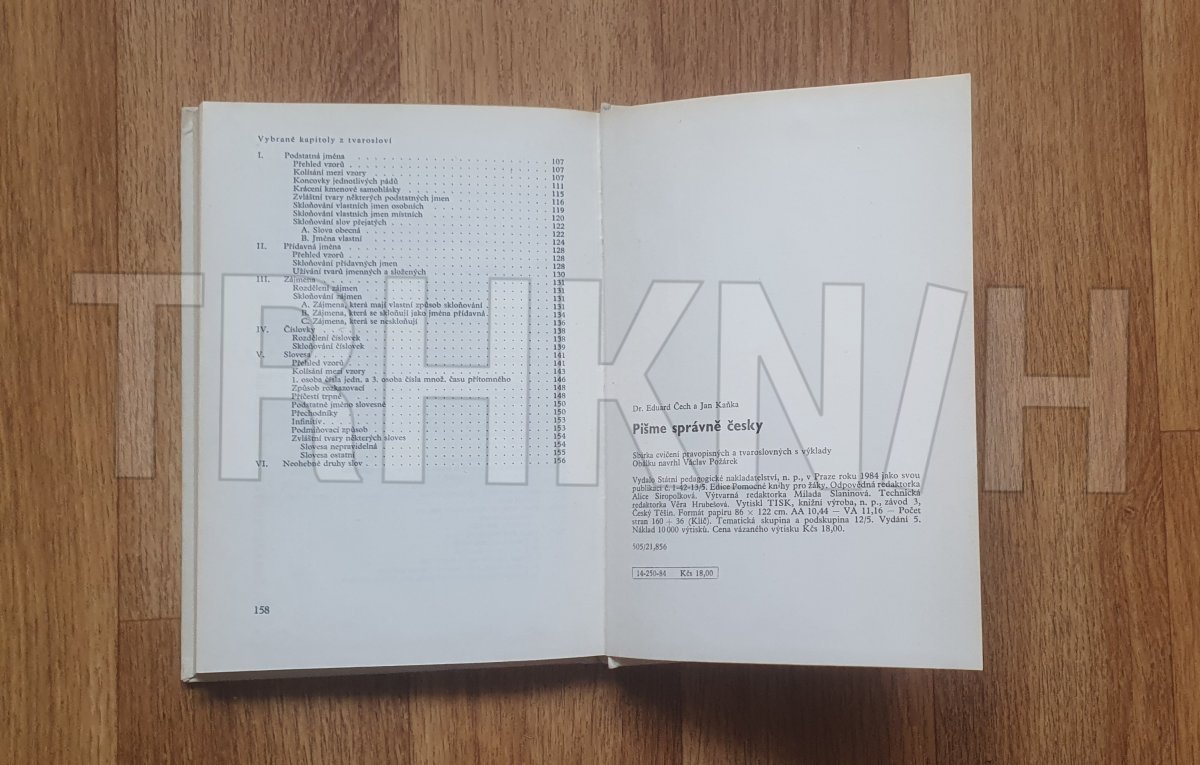 Vybrané kapitoly z tvarosloví
I. Podstatná jména 107
Přehled vzorů 107
Kolísání mezi vzory 107
Koncovky jednotlivých pádů 111
Krácení kmenové samohlásky 115
Zvláštní tvary některých podstatných jmen 116
Skloňování vlastních jmen osobních 119
Skloňování vlastních jmen místních 120
Skloňování slov přejatých 122
A. Slova obecná 122
B. Jména vlastní 124
II. Přídavná jména 128
Přehled vzorů 128
Skloňování přídavných jmen 128
Užívání tvarů jmenných a složených 130
III. Zájmena 131
Rozdělení zájmen 131
Skloňování zájmen 131
A. Zájmena, která mají vlastní způsob skloňování 131
B. Zájmena, která se skloňují jako jména přídavná 134
C. Zájmena, která se neskloňují 136
IV. Číslovky 138
Rozdělení číslovek 138
Skloňování číslovek 139
V. Slovesa 141
Přehled vzorů 141
Kolísání mezi vzory 143
1. osoba čísla jedn. a 3. osoba čísla množ. času přítomného 146
Způsob rozkazovací 148
Příčestí trpné 148
Podstatné jméno slovesné 150
Přechodníky 150
Infinitiv 153
Podmiňovací způsob 153
Zvláštní tvary některých sloves 154
Slovesa nepravidelná 154
Slovesa ostatní 155
VI. Neohebné druhy slov 156
158
Dr. Eduard Čech a Jan Kaňka
Pišme správně česky
Sbírka cvičení pravopisných a tvaroslovných s výklady
Obálku navrhl Václav Požárek
Vydalo Státní pedagogické nakladatelství, n. p., v Praze roku 1984 jako svou
publikaci č. 1-42-13/5. Edice Pomocné knihy pro žáky. Odpovědná redaktorka
Alice Siropolková. Výtvarná redaktorka Milada Slaninová. Technická
redaktorka Věra Hrubešová. Vytiskl TISK, knižní výroba, n. p., závod 3,
Český Těšín. Formát papíru 86 × 122 cm. AA 10,44 — VA 11,16 — Počet
stran 160 + 36 (Klíč). Tematická skupina a podskupina 12/5. Vydání 5.
Náklad 10 000 výtisků. Cena vázaného výtisku Kčs 18,00.
505/21,856
14-250-84 Kčs 18,00
TRHKNIH